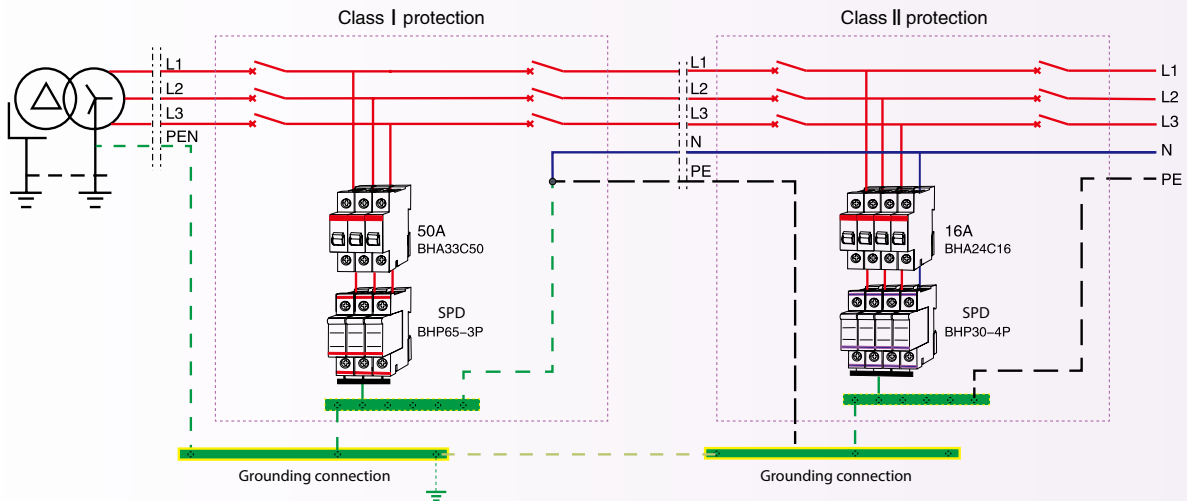 Class I protection
Class II protection
L1
L2
L3
PEN
L1
L2
L3
N
PE
L1
L2
L3
N
PE
50A
BHA33C50
SPD
BHP65-3P
16A
BHA24C16
SPD
BHP30-4P
Grounding connection
Grounding connection